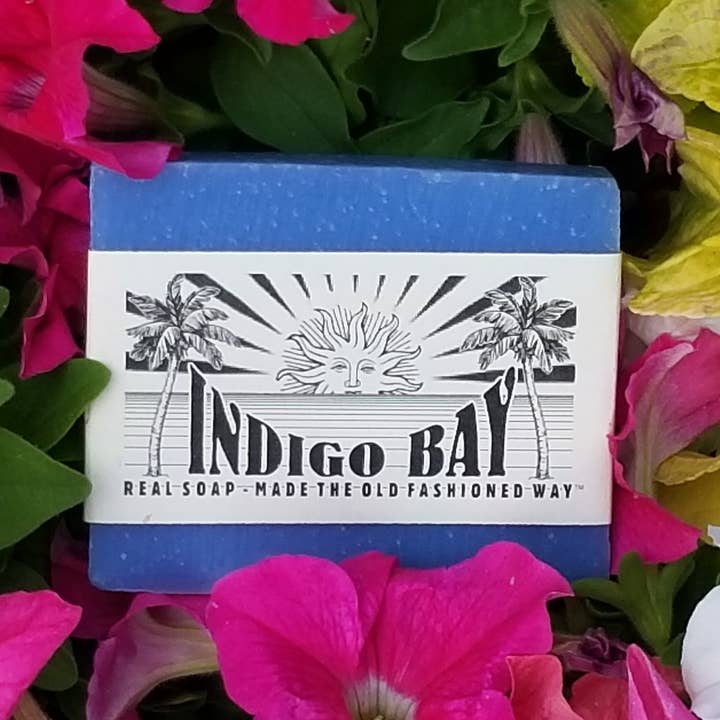 INDIGO BAY
REAL SOAP - MADE THE OLD FASHIONED WAY™